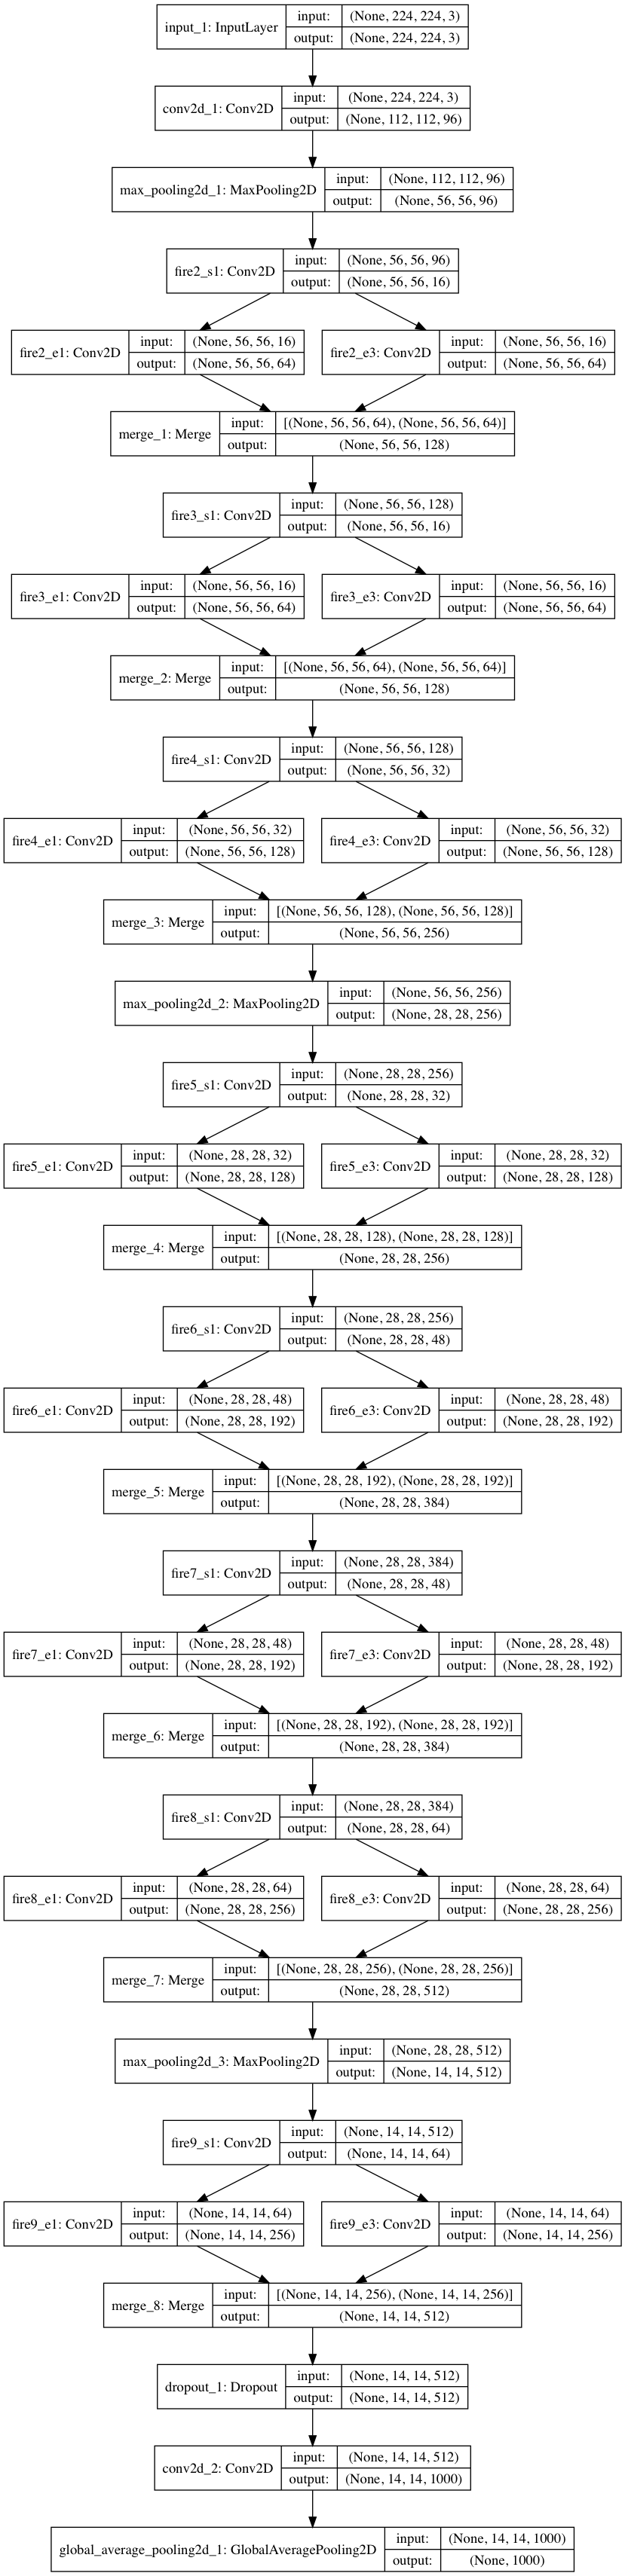 input_1: InputLayer
input: (None, 224, 224, 3)
output: (None, 224, 224, 3)
conv2d_1: Conv2D
input: (None, 224, 224, 3)
output: (None, 112, 112, 96)
max_pooling2d_1: MaxPooling2D
input: (None, 112, 112, 96)
output: (None, 56, 56, 96)
fire2_s1: Conv2D
input: (None, 56, 56, 96)
output: (None, 56, 56, 16)
fire2_e1: Conv2D
input: (None, 56, 56, 16)
output: (None, 56, 56, 64)
fire2_e3: Conv2D
input: (None, 56, 56, 16)
output: (None, 56, 56, 64)
merge_1: Merge
input: [(None, 56, 56, 64), (None, 56, 56, 64)]
output: (None, 56, 56, 128)
fire3_s1: Conv2D
input: (None, 56, 56, 128)
output: (None, 56, 56, 16)
fire3_e1: Conv2D
input: (None, 56, 56, 16)
output: (None, 56, 56, 64)
fire3_e3: Conv2D
input: (None, 56, 56, 16)
output: (None, 56, 56, 64)
merge_2: Merge
input: [(None, 56, 56, 64), (None, 56, 56, 64)]
output: (None, 56, 56, 128)
fire4_s1: Conv2D
input: (None, 56, 56, 128)
output: (None, 56, 56, 32)
fire4_e1: Conv2D
input: (None, 56, 56, 32)
output: (None, 56, 56, 128)
fire4_e3: Conv2D
input: (None, 56, 56, 32)
output: (None, 56, 56, 128)
merge_3: Merge
input: [(None, 56, 56, 128), (None, 56, 56, 128)]
output: (None, 56, 56, 256)
max_pooling2d_2: MaxPooling2D
input: (None, 56, 56, 256)
output: (None, 28, 28, 256)
fire5_s1: Conv2D
input: (None, 28, 28, 256)
output: (None, 28, 28, 32)
fire5_e1: Conv2D
input: (None, 28, 28, 32)
output: (None, 28, 28, 128)
fire5_e3: Conv2D
input: (None, 28, 28, 32)
output: (None, 28, 28, 128)
merge_4: Merge
input: [(None, 28, 28, 128), (None, 28, 28, 128)]
output: (None, 28, 28, 256)
fire6_s1: Conv2D
input: (None, 28, 28, 256)
output: (None, 28, 28, 48)
fire6_e1: Conv2D
input: (None, 28, 28, 48)
output: (None, 28, 28, 192)
fire6_e3: Conv2D
input: (None, 28, 28, 48)
output: (None, 28, 28, 192)
merge_5: Merge
input: [(None, 28, 28, 192), (None, 28, 28, 192)]
output: (None, 28, 28, 384)
fire7_s1: Conv2D
input: (None, 28, 28, 384)
output: (None, 28, 28, 48)
fire7_e1: Conv2D
input: (None, 28, 28, 48)
output: (None, 28, 28, 192)
fire7_e3: Conv2D
input: (None, 28, 28, 48)
output: (None, 28, 28, 192)
merge_6: Merge
input: [(None, 28, 28, 192), (None, 28, 28, 192)]
output: (None, 28, 28, 384)
fire8_s1: Conv2D
input: (None, 28, 28, 384)
output: (None, 28, 28, 64)
fire8_e1: Conv2D
input: (None, 28, 28, 64)
output: (None, 28, 28, 256)
fire8_e3: Conv2D
input: (None, 28, 28, 64)
output: (None, 28, 28, 256)
merge_7: Merge
input: [(None, 28, 28, 256), (None, 28, 28, 256)]
output: (None, 28, 28, 512)
max_pooling2d_3: MaxPooling2D
input: (None, 28, 28, 512)
output: (None, 14, 14, 512)
fire9_s1: Conv2D
input: (None, 14, 14, 512)
output: (None, 14, 14, 64)
fire9_e1: Conv2D
input: (None, 14, 14, 64)
output: (None, 14, 14, 256)
fire9_e3: Conv2D
input: (None, 14, 14, 64)
output: (None, 14, 14, 256)
merge_8: Merge
input: [(None, 14, 14, 256), (None, 14, 14, 256)]
output: (None, 14, 14, 512)
dropout_1: Dropout
input: (None, 14, 14, 512)
output: (None, 14, 14, 512)
conv2d_2: Conv2D
input: (None, 14, 14, 512)
output: (None, 14, 14, 1000)
global_average_pooling2d_1: GlobalAveragePooling2D
input: (None, 14, 14, 1000)
output: (None, 1000)